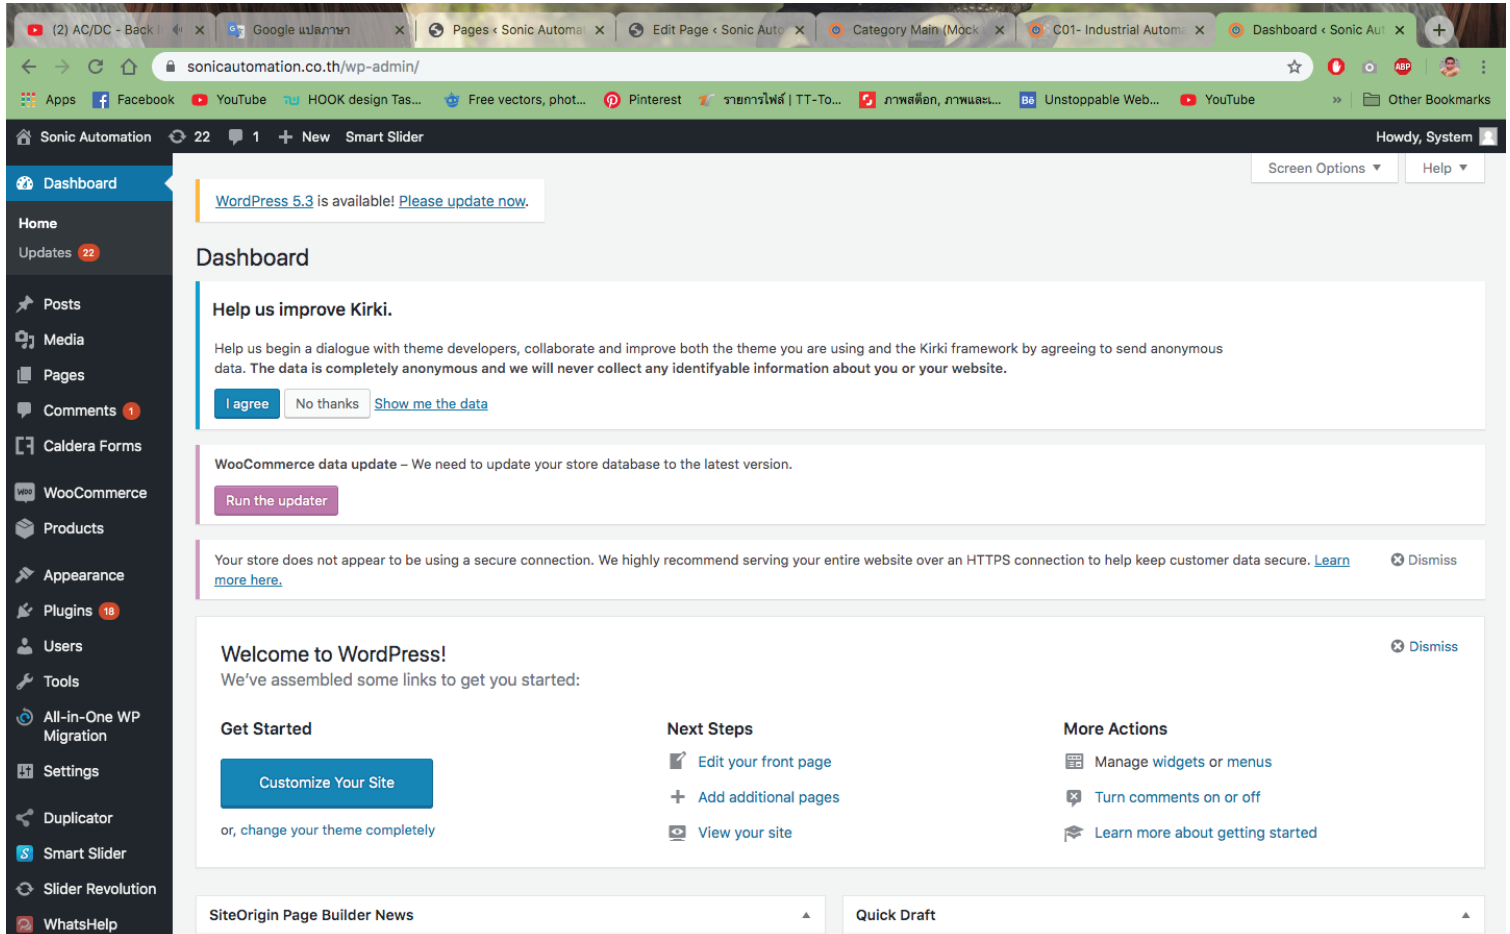 (2) AC/DC - Back
Google แปลภาษา
Pages ‹ Sonic Automa
Edit Page ‹ Sonic Auto
Category Main (Mock
C01- Industrial Autom
Dashboard ‹ Sonic Aut
sonicautomation.co.th/wp-admin/
ABP
Apps
Facebook
YouTube
HOOK design Tas...
Free vectors, phot...
Pinterest
รายการไฟล์ | TT-To...
ภาพสต็อก, ภาพและเ...
Bē
Unstoppable Web...
YouTube
»
Other Bookmarks
Sonic Automation
22
1
New
Smart Slider
Howdy, System
Screen Options
Help
Dashboard
Home
Updates 22
Posts
Media
Pages
Comments 1
Caldera Forms
Woo
WooCommerce
Products
Appearance
Plugins 18
Users
Tools
All-in-One WP
Migration
Settings
Duplicator
S
Smart Slider
Slider Revolution
WhatsHelp
WordPress 5.3 is available! Please update now.
Dashboard
Help us improve Kirki.
Help us begin a dialogue with theme developers, collaborate and improve both the theme you are using and the Kirki framework by agreeing to send anonymous
data. The data is completely anonymous and we will never collect any identifyable information about you or your website.
I agree
No thanks
Show me the data
WooCommerce data update – We need to update your store database to the latest version.
Run the updater
Your store does not appear to be using a secure connection. We highly recommend serving your entire website over an HTTPS connection to help keep customer data secure. Learn
more here.
Dismiss
Welcome to WordPress!
We've assembled some links to get you started:
Dismiss
Get Started
Customize Your Site
or, change your theme completely
Next Steps
Edit your front page
Add additional pages
View your site
More Actions
Manage widgets or menus
Turn comments on or off
Learn more about getting started
SiteOrigin Page Builder News
Quick Draft